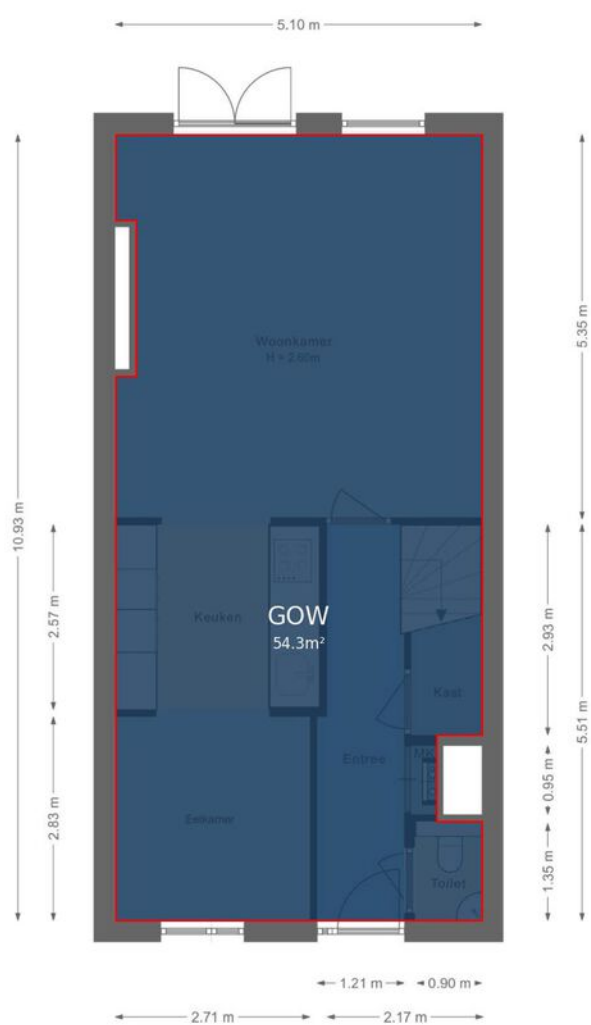 5.10 m
Woonkamer
H = 2.60m
5.35 m
10.93 m
2.57 m
Keuken
GOW
54.3m²
2.93 m
Kast
5.51 m
MK
Entree
0.95 m
2.83 m
Eetkamer
1.35 m
Toilet
1.21 m
0.90 m
2.71 m
2.17 m